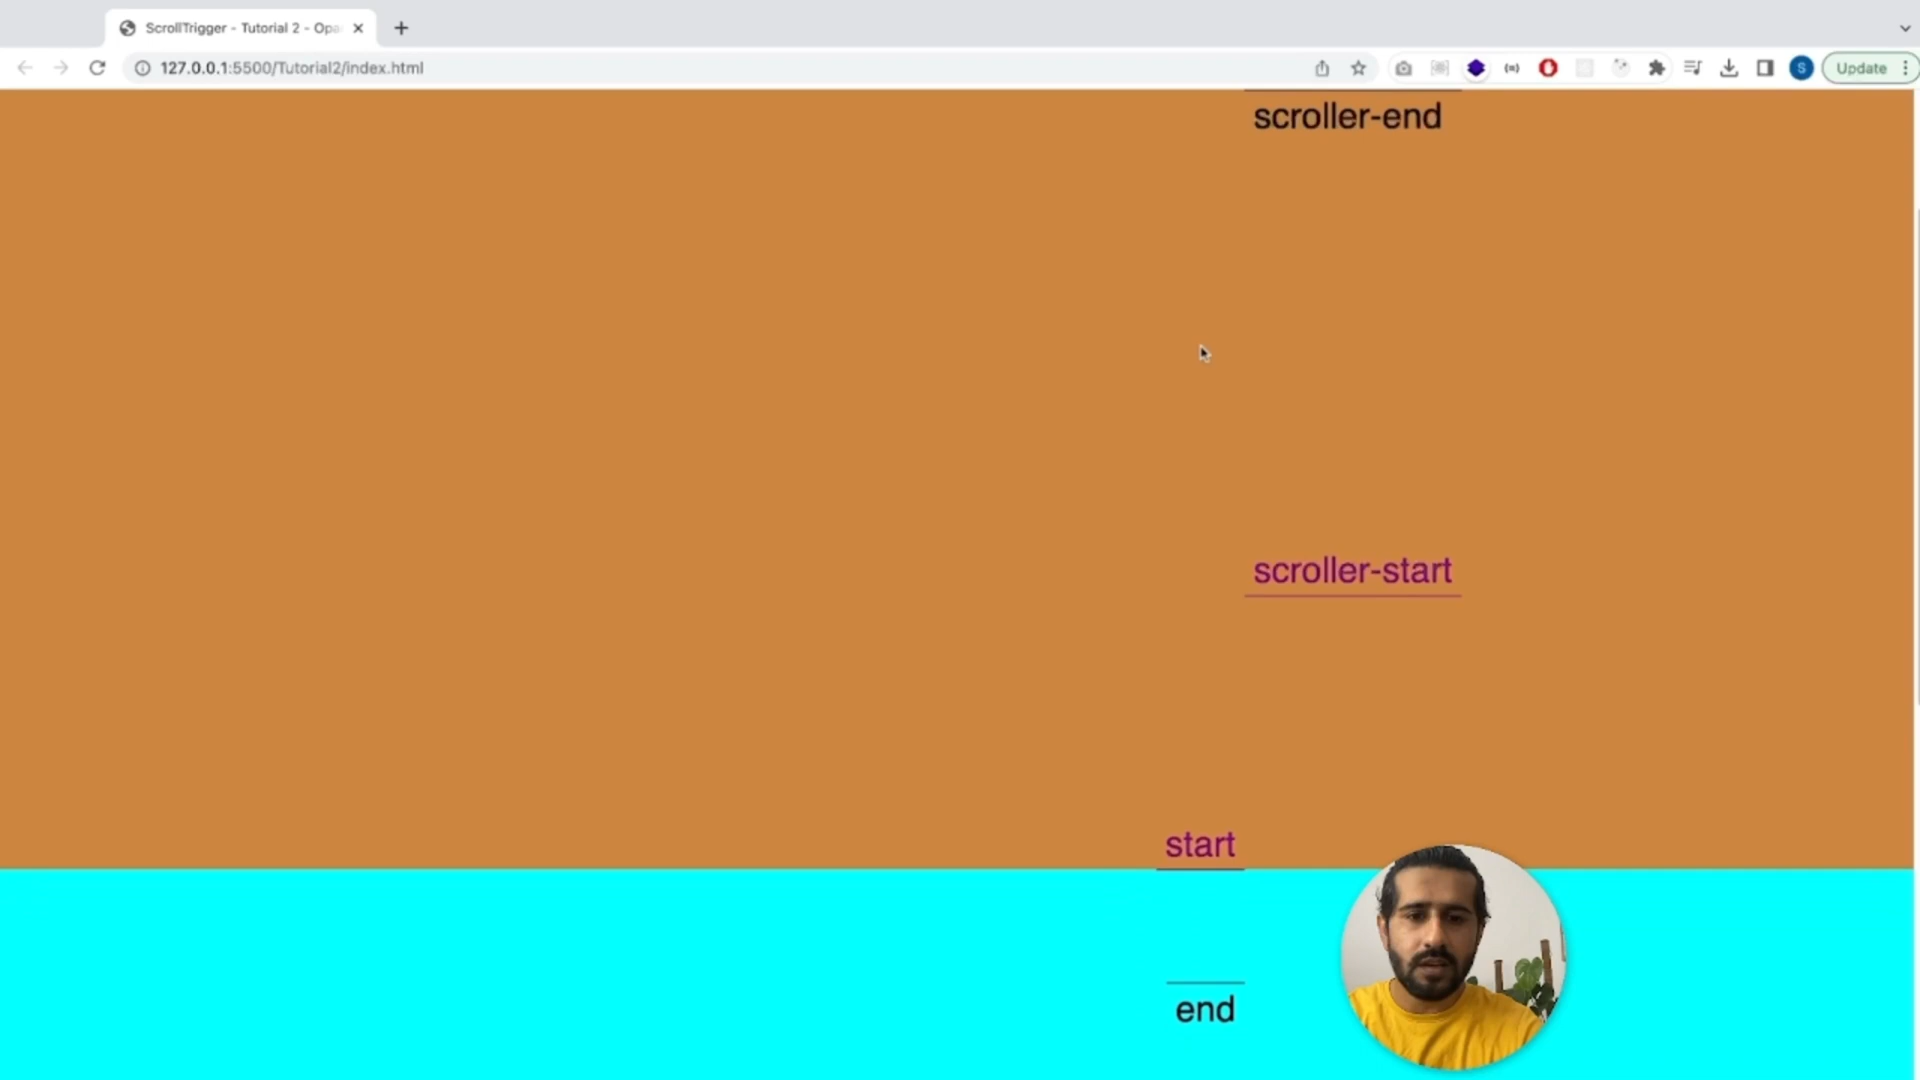 ScrollTrigger - Tutorial 2 - Opa
127.0.0.1:5500/Tutorial2/index.html
S
Update
scroller-end
scroller-start
start
end